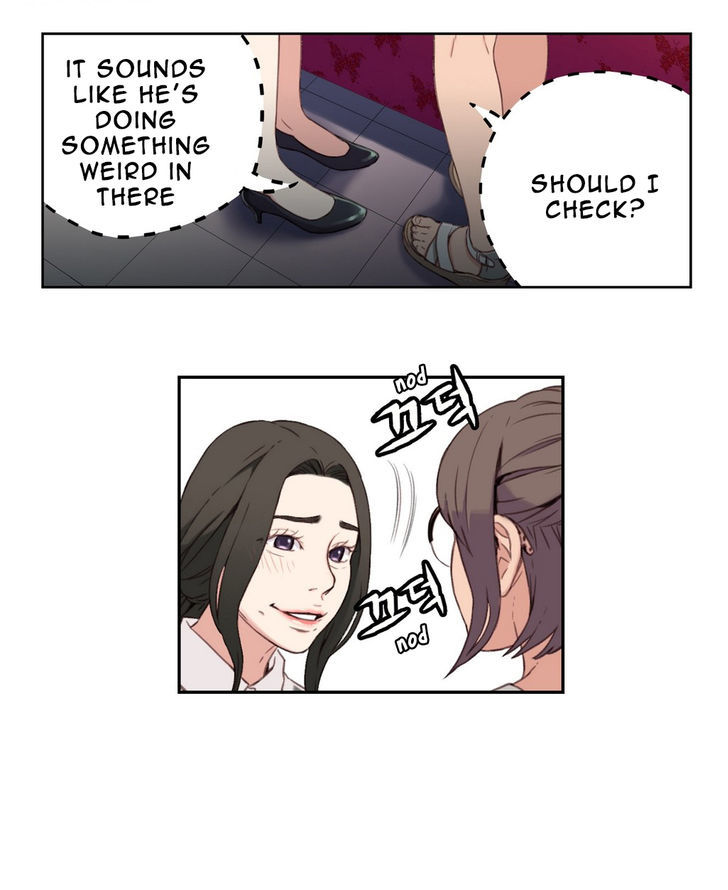 IT SOUNDS
LIKE HE'S
DOING
SOMETHING
WEIRD IN
THERE
SHOULD I
CHECK?
nod
끄덕
끄덕
nod